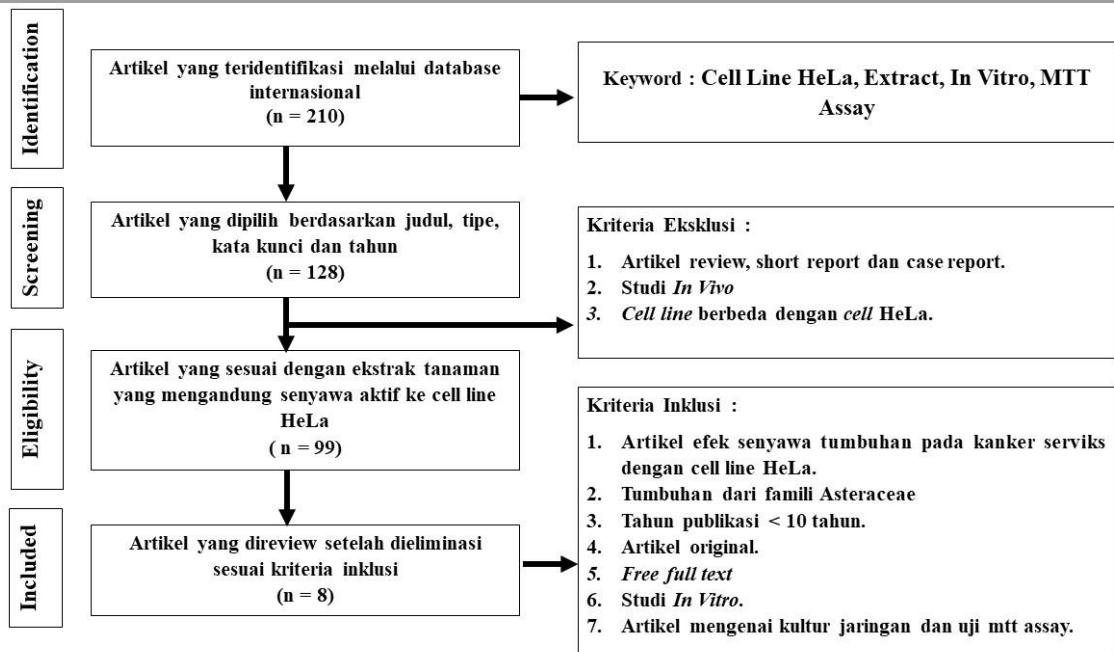 Identification
Artikel yang teridentifikasi melalui database
internasional
(n = 210)
Keyword : Cell Line HeLa, Extract, In Vitro, MTT
Assay
Screening
Artikel yang dipilih berdasarkan judul, tipe,
kata kunci dan tahun
(n = 128)
Kriteria Eksklusi :
1. Artikel review, short report dan case report.
2. Studi In Vivo
3. Cell line berbeda dengan cell HeLa.
Eligibility
Artikel yang sesuai dengan ekstrak tanaman
yang mengandung senyawa aktif ke cell line
HeLa
( n = 99)
Kriteria Inklusi :
1. Artikel efek senyawa tumbuhan pada kanker serviks
dengan cell line HeLa.
2. Tumbuhan dari famili Asteraceae
3. Tahun publikasi < 10 tahun.
4. Artikel original.
5. Free full text
6. Studi In Vitro.
7. Artikel mengenai kultur jaringan dan uji mtt assay.
Included
Artikel yang direview setelah dieliminasi
sesuai kriteria inklusi
(n = 8)